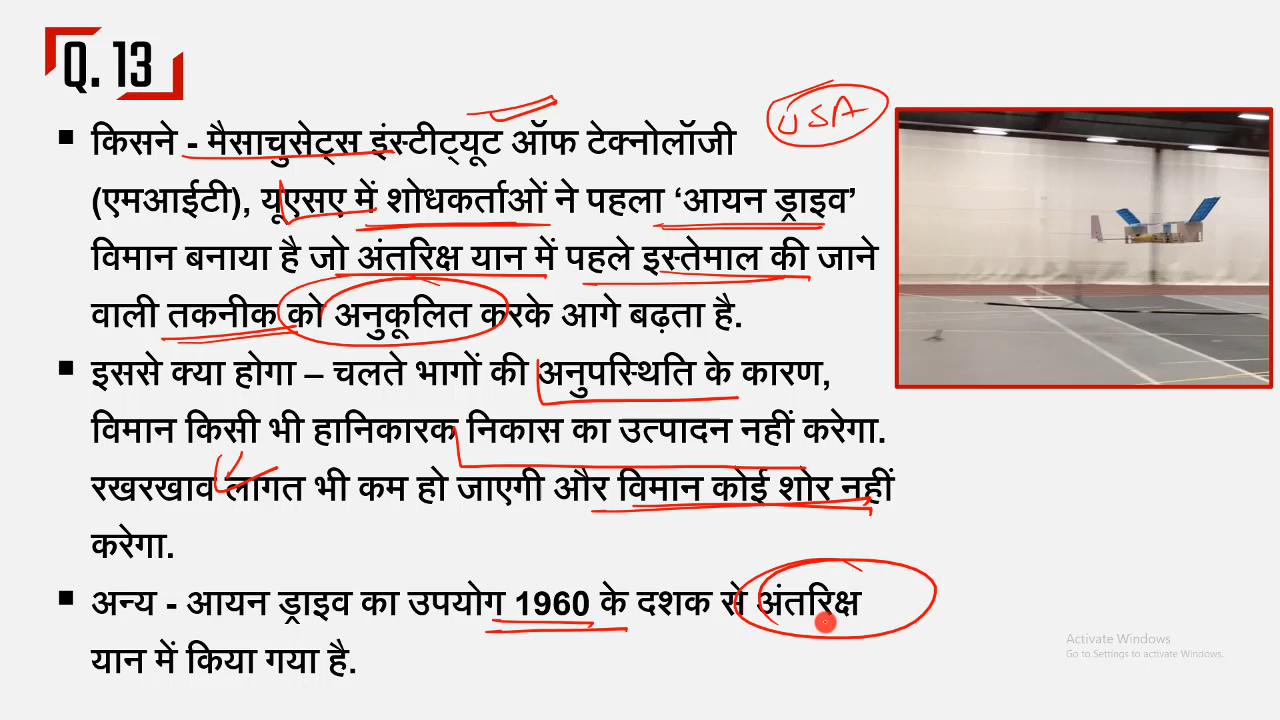 Q. 13
USA
▪ किसने - मैसाचुसेट्स इंस्टीट्यूट ऑफ टेक्नोलॉजी
(एमआईटी), यूएसए में शोधकर्ताओं ने पहला ‘आयन ड्राइव’
विमान बनाया है जो अंतरिक्ष यान में पहले इस्तेमाल की जाने
वाली तकनीक को अनुकूलित करके आगे बढ़ता है.
▪ इससे क्या होगा – चलते भागों की अनुपस्थिति के कारण,
विमान किसी भी हानिकारक निकास का उत्पादन नहीं करेगा.
रखरखाव लागत भी कम हो जाएगी और विमान कोई शोर नहीं
करेगा.
▪ अन्य - आयन ड्राइव का उपयोग 1960 के दशक से अंतरिक्ष
यान में किया गया है.
Activate Windows
Go to Settings to activate Windows.